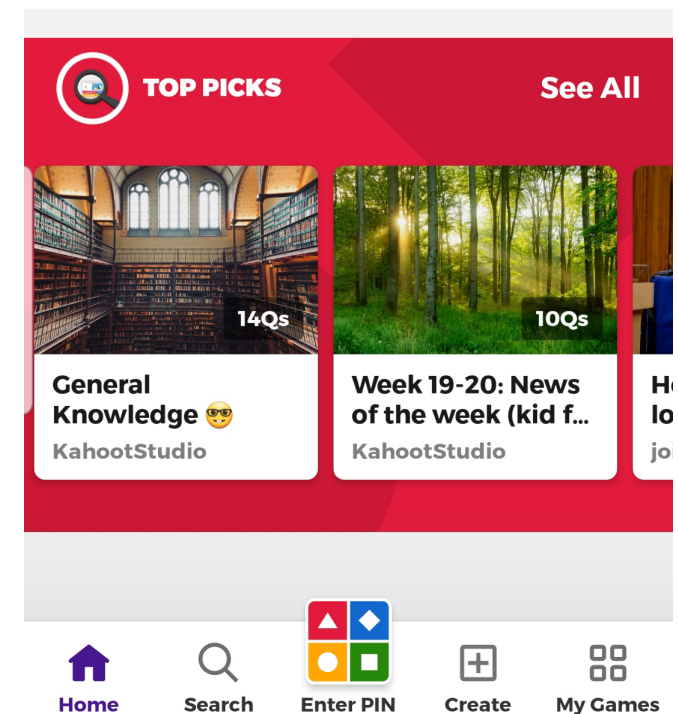 TOP PICKS
See All
14Qs
10Qs
General
Knowledge 🤓
KahootStudio
Week 19-20: News
of the week (kid f...
KahootStudio
Home
Search
Enter PIN
Create
My Games